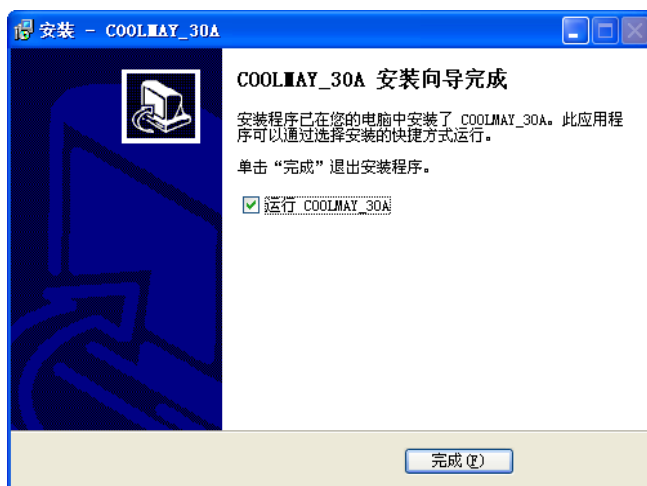 安装 - COOLMAY_30A
COOLMAY_30A 安装向导完成
安装程序已在您的电脑中安装了 COOLMAY_30A。此应用程
序可以通过选择安装的快捷方式运行。
单击“完成”退出安装程序。
运行 COOLMAY_30A
完成(F)